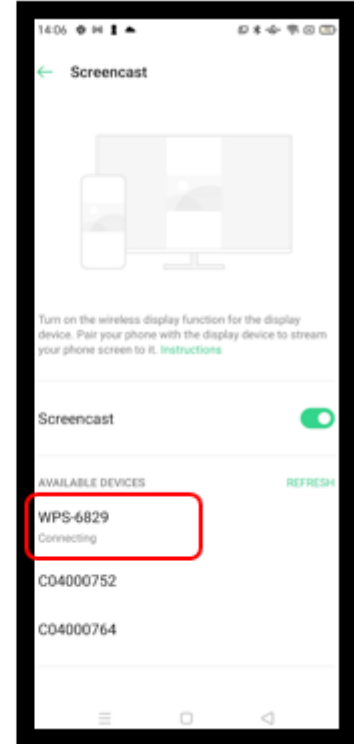 14:06
Screencast
Turn on the wireless display function for the display
device. Pair your phone with the display device to stream
your phone screen to it. Instructions
Screencast
AVAILABLE DEVICES REFRESH
WPS-6829
Connecting
C04000752
C04000764